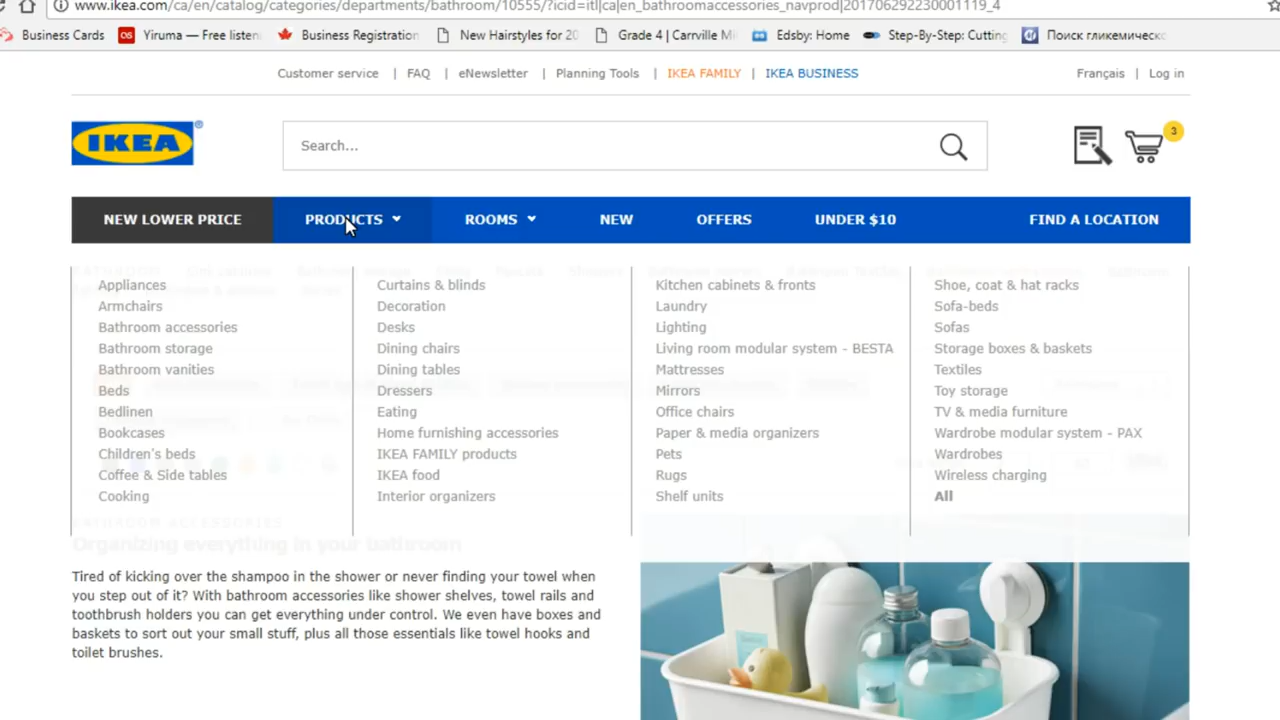 www.ikea.com/ca/en/catalog/categories/departments/bathroom/10555/?icid=itl|ca|en_bathroomaccessories_navprod|201706292230001119_4
Business Cards Yiruma — Free listen Business Registration New Hairstyles for 20 Grade 4 | Carrville Mi Edsby: Home Step-By-Step: Cutting Поиск гликемическ
Customer service | FAQ | eNewsletter | Planning Tools | IKEA FAMILY | IKEA BUSINESS Français | Log in
IKEA ® Search... 3
NEW LOWER PRICE PRODUCTS ROOMS NEW OFFERS UNDER $10 FIND A LOCATION
Appliances
Armchairs
Bathroom accessories
Bathroom storage
Bathroom vanities
Beds
Bedlinen
Bookcases
Children's beds
Coffee & Side tables
Cooking
Curtains & blinds
Decoration
Desks
Dining chairs
Dining tables
Dressers
Eating
Home furnishing accessories
IKEA FAMILY products
IKEA food
Interior organizers
Kitchen cabinets & fronts
Laundry
Lighting
Living room modular system - BESTA
Mattresses
Mirrors
Office chairs
Paper & media organizers
Pets
Rugs
Shelf units
Shoe, coat & hat racks
Sofa-beds
Sofas
Storage boxes & baskets
Textiles
Toy storage
TV & media furniture
Wardrobe modular system - PAX
Wardrobes
Wireless charging
All
BATHROOM ACCESSORIES
Organizing everything in your bathroom
Tired of kicking over the shampoo in the shower or never finding your towel when
you step out of it? With bathroom accessories like shower shelves, towel rails and
toothbrush holders you can get everything under control. We even have boxes and
baskets to sort out your small stuff, plus all those essentials like towel hooks and
toilet brushes.